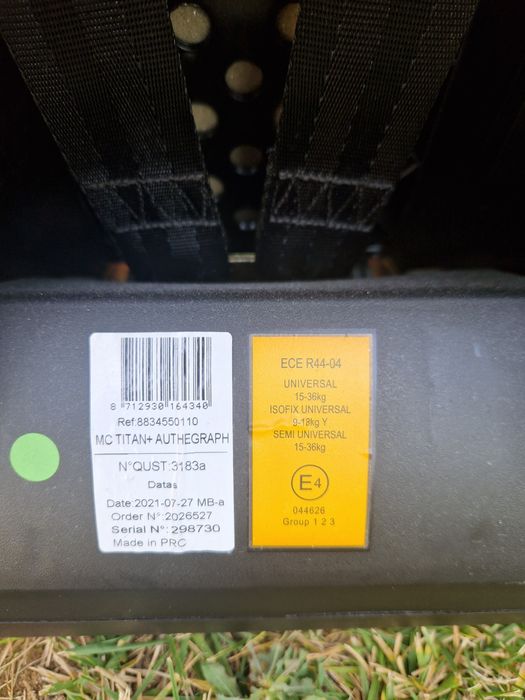 8 712930 164340
Ref:8834550110
MC TITAN+ AUTHEGRAPH
N°QUST:3183a
Datas
Date:2021-07-27 MB-a
Order N°:2026527
Serial N°: 298730
Made in PRC
ECE R44-04
UNIVERSAL
15-36kg
ISOFIX UNIVERSAL
9-18kg Y
SEMI UNIVERSAL
15-36kg
E4
044626
Group 1 2 3